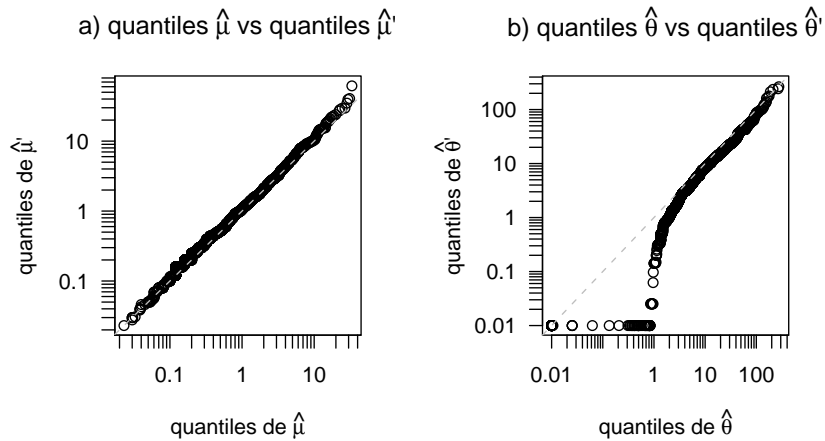 a) quantiles μ̂ vs quantiles μ̂'
quantiles de μ̂'
10
1
0.1
0.1 1 10
quantiles de μ̂
b) quantiles θ̂ vs quantiles θ̂'
quantiles de θ̂'
100
10
1
0.1
0.01
0.01 1 100
quantiles de θ̂